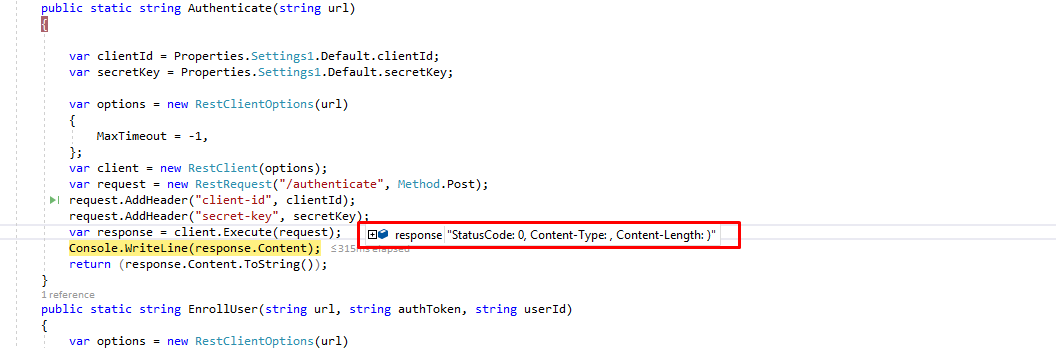 public static string Authenticate(string url)
{
var clientId = Properties.Settings1.Default.clientId;
var secretKey = Properties.Settings1.Default.secretKey;
var options = new RestClientOptions(url)
{
MaxTimeout = -1,
};
var client = new RestClient(options);
var request = new RestRequest("/authenticate", Method.Post);
request.AddHeader("client-id", clientId);
request.AddHeader("secret-key", secretKey);
var response = client.Execute(request);
response "StatusCode: 0, Content-Type: , Content-Length: )"
Console.WriteLine(response.Content); ≤315ms elapsed
return (response.Content.ToString());
}
1 reference
public static string EnrollUser(string url, string authToken, string userId)
{
var options = new RestClientOptions(url)